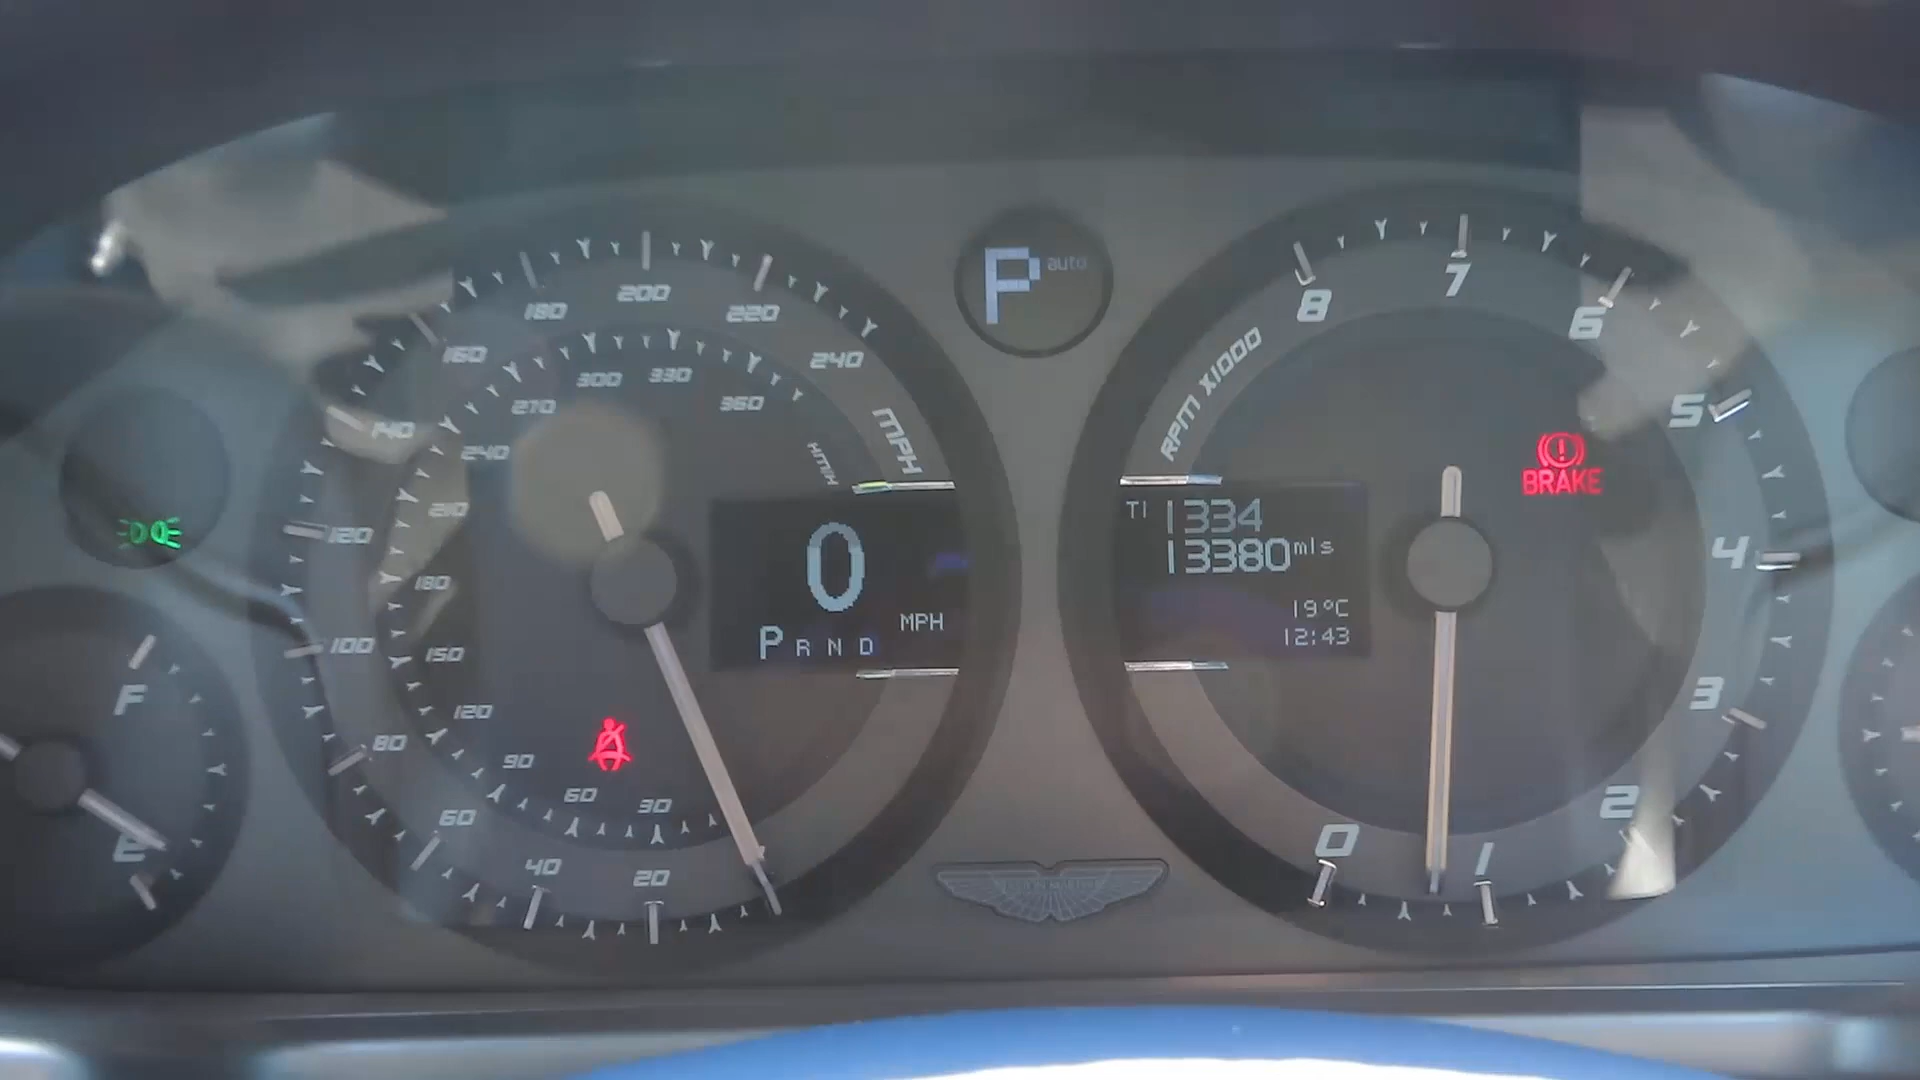 P auto
180 200 220
160 240
140
120
100
80
60
40
20
MPH
300 330
270 360
240
210
180
150
120
90
60
30
KM/H
0
MPH
P R N D
T1 1334
13380 mls
19°C
12:43
RPM X1000
8
7
6
5
4
3
2
1
0
BRAKE
F
E